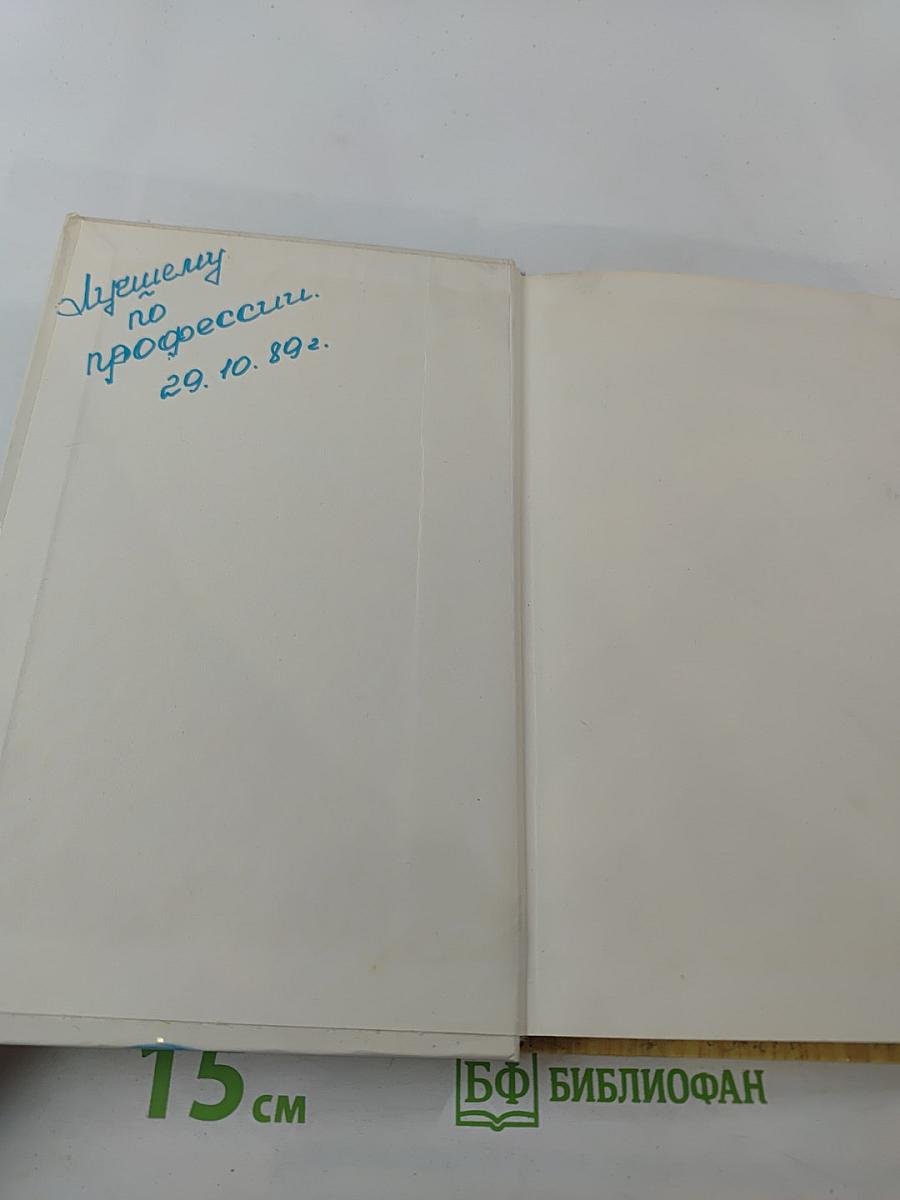 Лучшему
по
профессии.
29.10.89г.
15 см
БФ БИБЛИОФАН